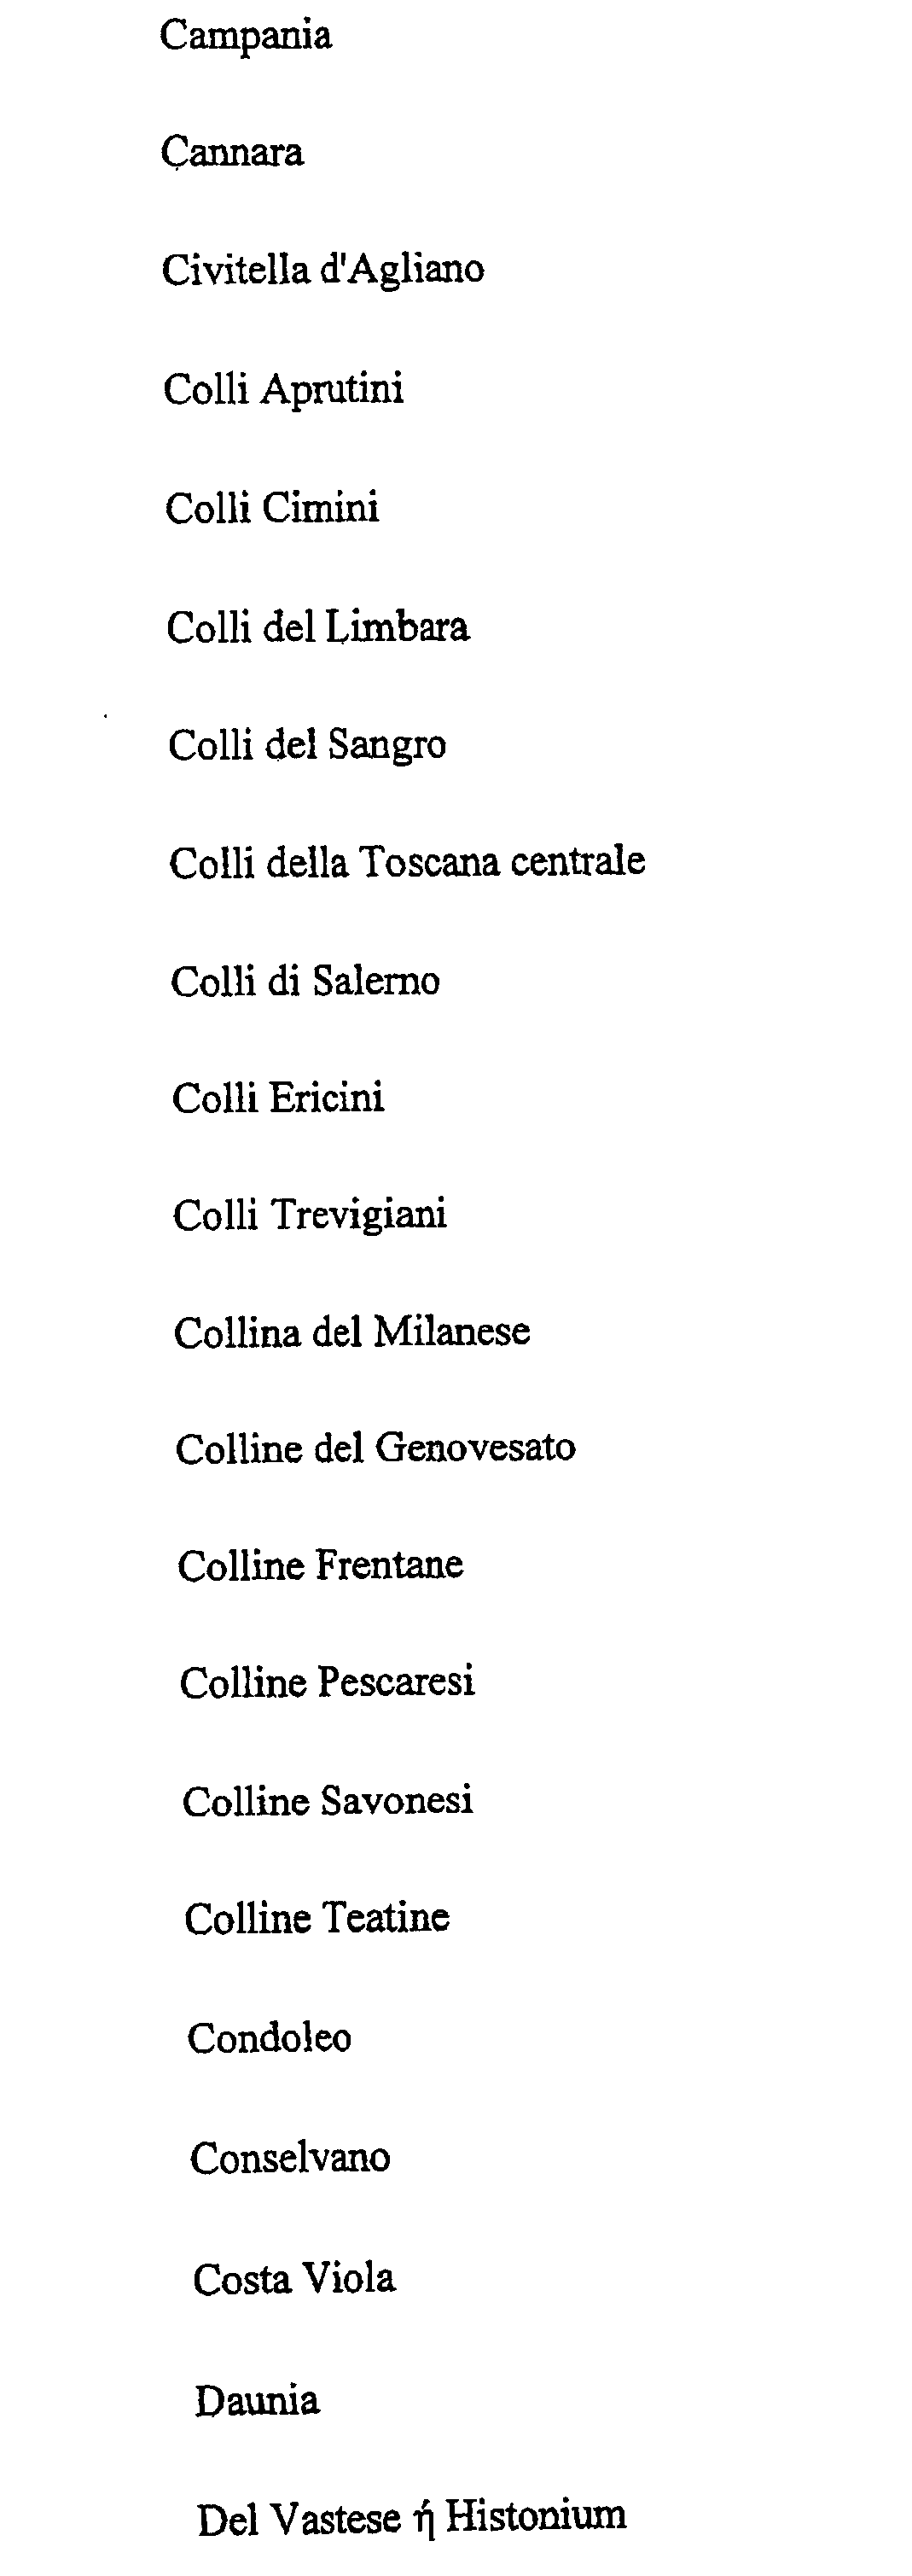 Campania
Cannara
Civitella d'Agliano
Colli Aprutini
Colli Cimini
Colli del Limbara
Colli del Sangro
Colli della Toscana centrale
Colli di Salerno
Colli Ericini
Colli Trevigiani
Collina del Milanese
Colline del Genovesato
Colline Frentane
Colline Pescaresi
Colline Savonesi
Colline Teatine
Condoleo
Conselvano
Costa Viola
Daunia
Del Vastese ή Histonium